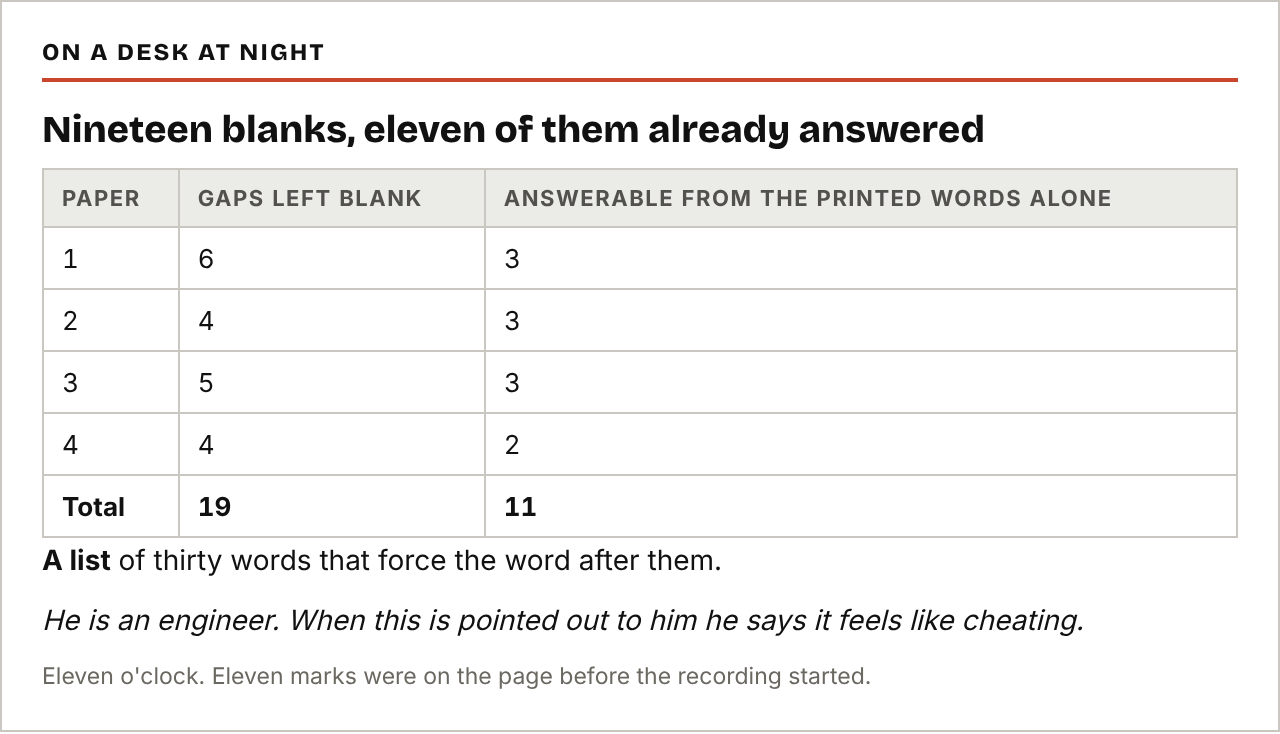 ON A DESK AT NIGHT
Nineteen blanks, eleven of them already answered
PAPER GAPS LEFT BLANK ANSWERABLE FROM THE PRINTED WORDS ALONE
1 6 3
2 4 3
3 5 3
4 4 2
Total 19 11
A list of thirty words that force the word after them.
He is an engineer. When this is pointed out to him he says it feels like cheating.
Eleven o'clock. Eleven marks were on the page before the recording started.